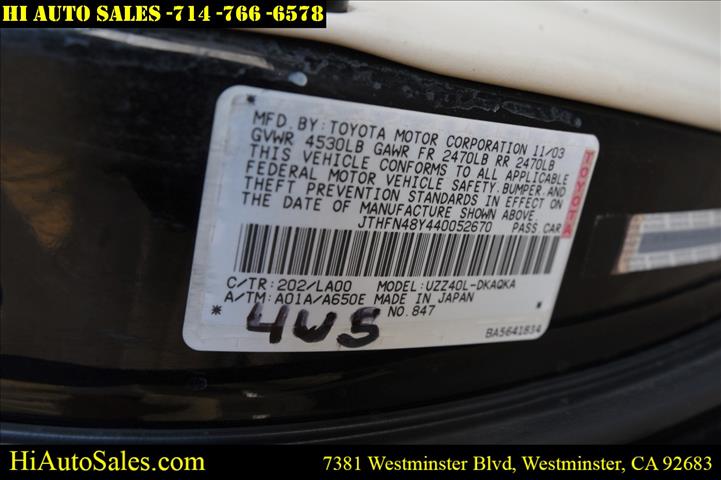 HI AUTO SALES -714 -766 -6578
MFD. BY: TOYOTA MOTOR CORPORATION 11/03
GVWR 4530LB GAWR FR 2470LB RR 2470LB
THIS VEHICLE CONFORMS TO ALL APPLICABLE
FEDERAL MOTOR VEHICLE SAFETY, BUMPER, AND
THEFT PREVENTION STANDARDS IN EFFECT ON
THE DATE OF MANUFACTURE SHOWN ABOVE.
JTHFN48Y440052670 PASS. CAR
TOYOTA
C/TR: 202/LA00 MODEL: UZZ40L-DKAQKA
A/TM: A01A/A650E MADE IN JAPAN
* NO. 847 *
4U5
BA5641834
HiAutoSales.com
7381 Westminster Blvd, Westminster, CA 92683